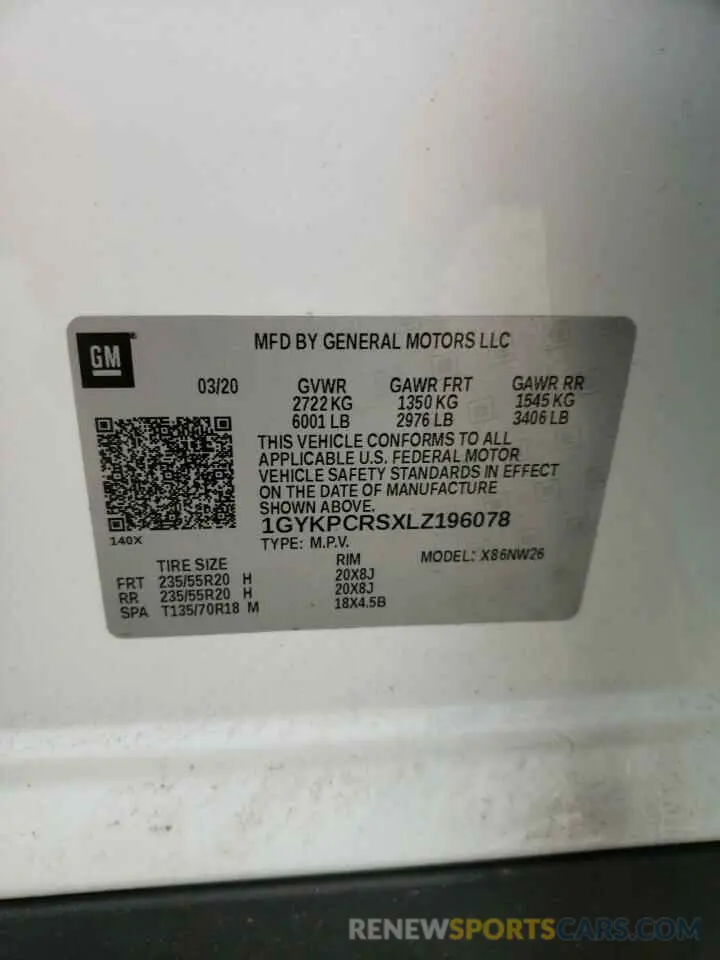 GM
MFD BY GENERAL MOTORS LLC
03/20 GVWR GAWR FRT GAWR RR
2722 KG 1350 KG 1545 KG
6001 LB 2976 LB 3406 LB
THIS VEHICLE CONFORMS TO ALL
APPLICABLE U.S. FEDERAL MOTOR
VEHICLE SAFETY STANDARDS IN EFFECT
ON THE DATE OF MANUFACTURE
SHOWN ABOVE.
1GYKPCRSXLZ196078
140X
TYPE: M.P.V. MODEL: X86NW26
TIRE SIZE RIM
FRT 235/55R20 H 20X8J
RR 235/55R20 H 20X8J
SPA T135/70R18 M 18X4.5B
RENEWSPORTSCARS.COM